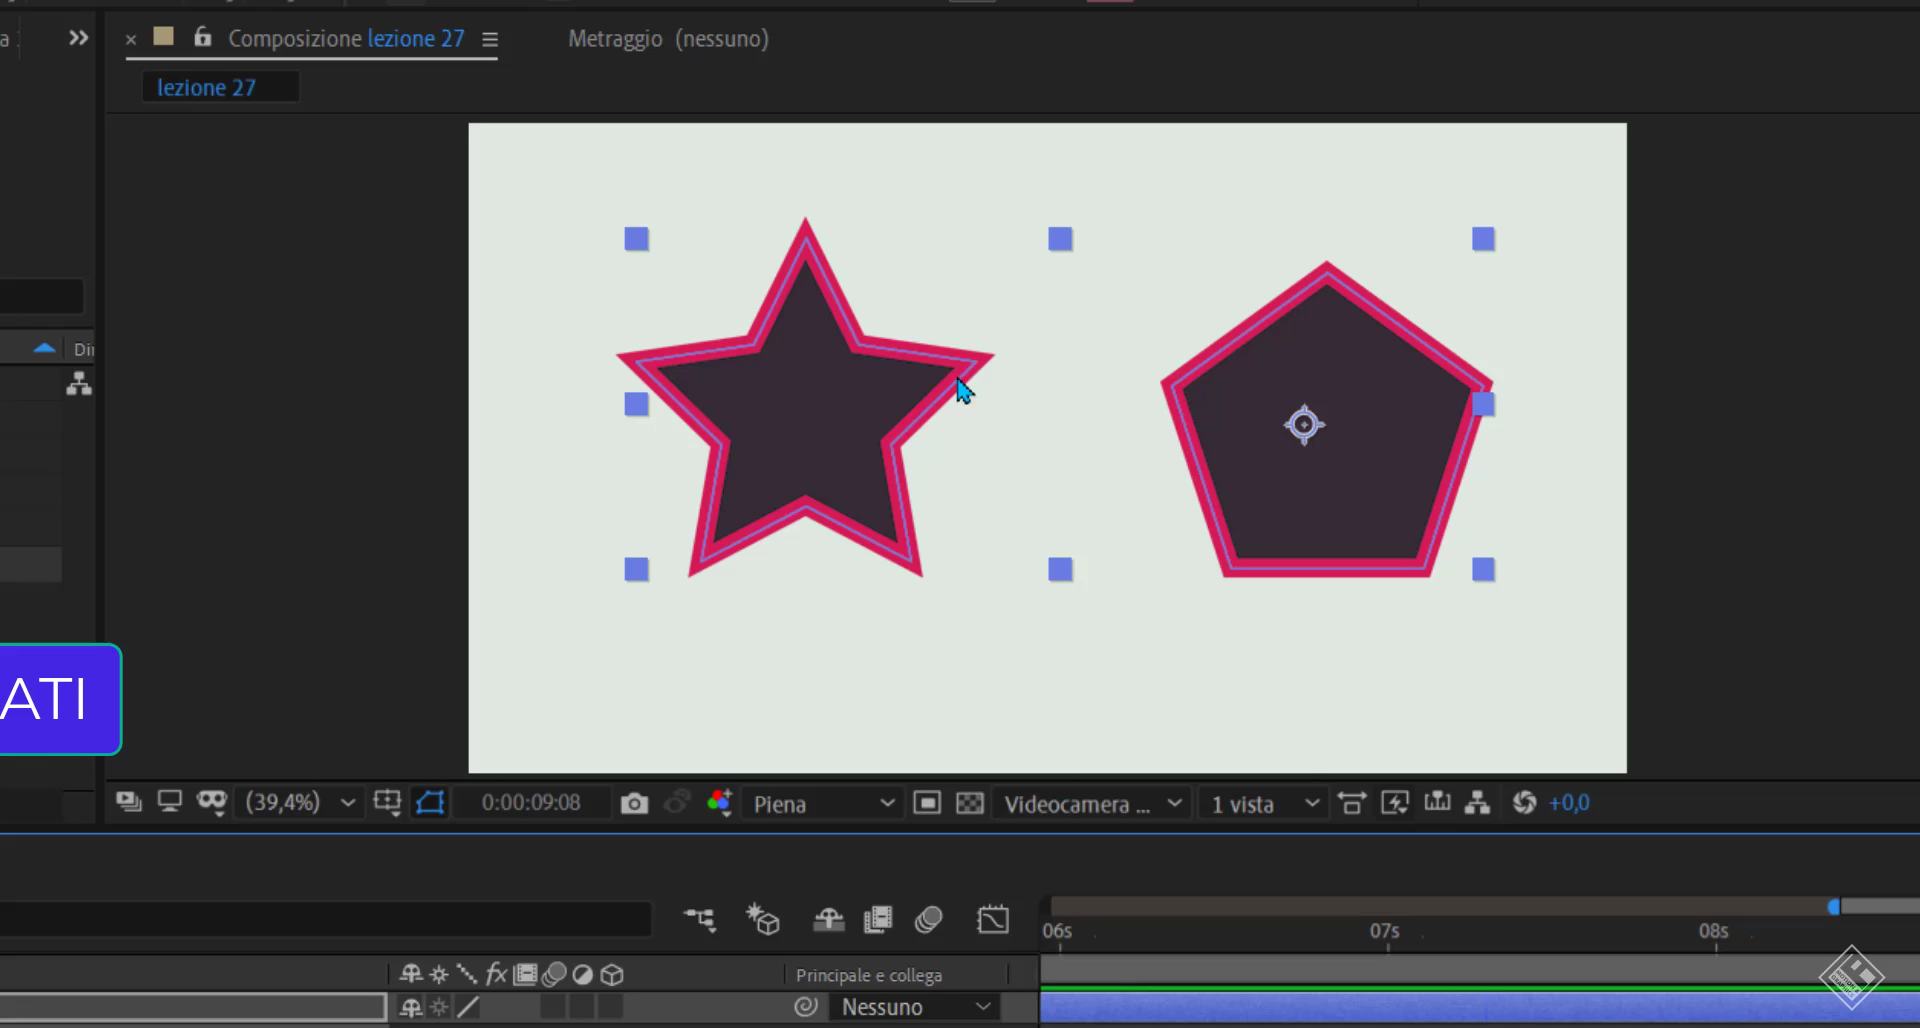 a
Composizione lezione 27
Metraggio (nessuno)
lezione 27
ATI
(39,4%)
0:00:09:08
Piena
Videocamera ...
1 vista
+0,0
06s
07s
08s
fx
Principale e collega
Nessuno